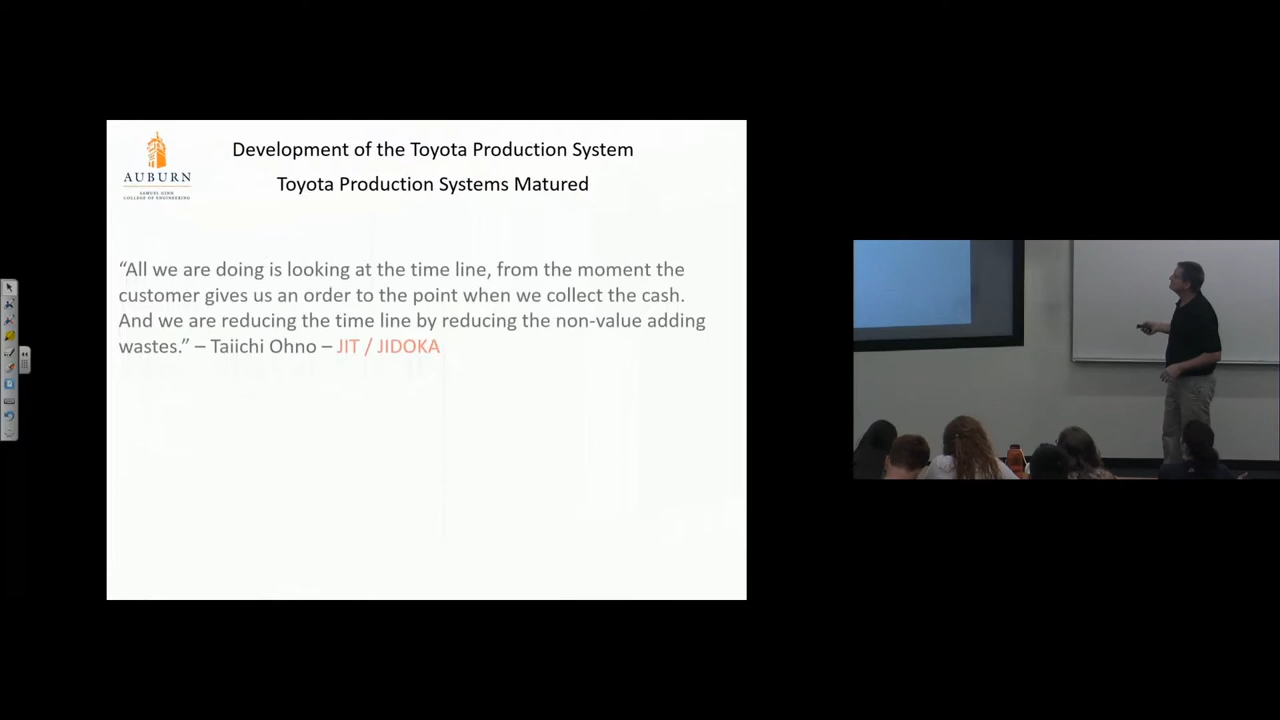 Development of the Toyota Production System
Toyota Production Systems Matured
AUBURN
SAMUEL GINN
COLLEGE OF ENGINEERING
“All we are doing is looking at the time line, from the moment the
customer gives us an order to the point when we collect the cash.
And we are reducing the time line by reducing the non-value adding
wastes.” – Taiichi Ohno – JIT / JIDOKA